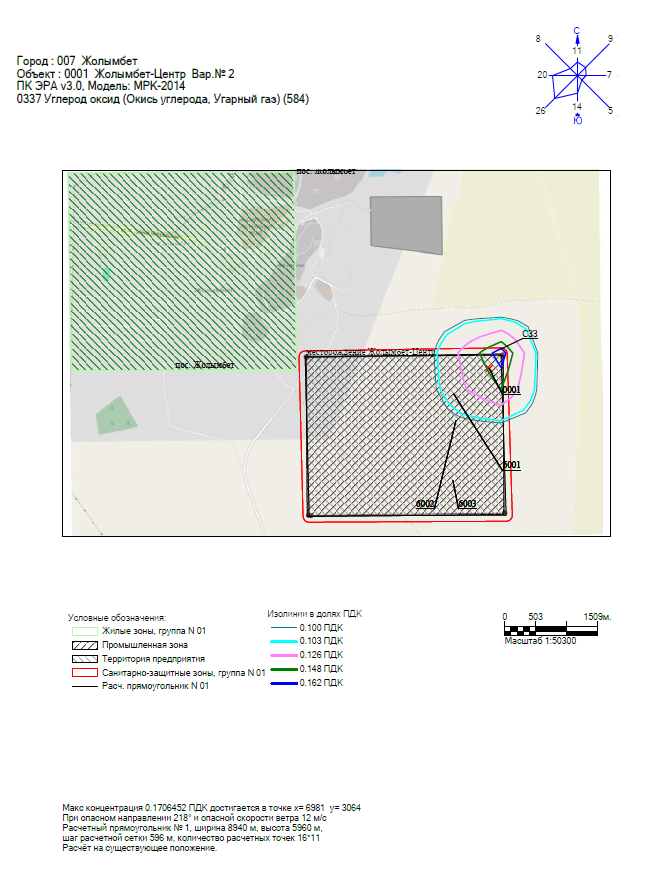 Город : 007 Жолымбет
Объект : 0001 Жолымбет-Центр Вар.№ 2
ПК ЭРА v3.0, Модель: МРК-2014
0337 Углерод оксид (Окись углерода, Угарный газ) (584)
С
8 11 9
20 7
26 14 5
Ю
пос. Жолымбет
С33
пос. Жолымбет
месторождение Жолымбет-Центр
0001
6001
6002
6003
Условные обозначения:
Жилые зоны, группа N 01
Промышленная зона
Территория предприятия
Санитарно-защитные зоны, группа N 01
Расч. прямоугольник N 01
Изолинии в долях ПДК
0.100 ПДК
0.103 ПДК
0.126 ПДК
0.148 ПДК
0.162 ПДК
0 503 1509м.
Масштаб 1:50300
Макс концентрация 0.1706452 ПДК достигается в точке x= 6981 y= 3064
При опасном направлении 218° и опасной скорости ветра 12 м/с
Расчетный прямоугольник № 1, ширина 8940 м, высота 5960 м,
шаг расчетной сетки 596 м, количество расчетных точек 16*11
Расчёт на существующее положение.